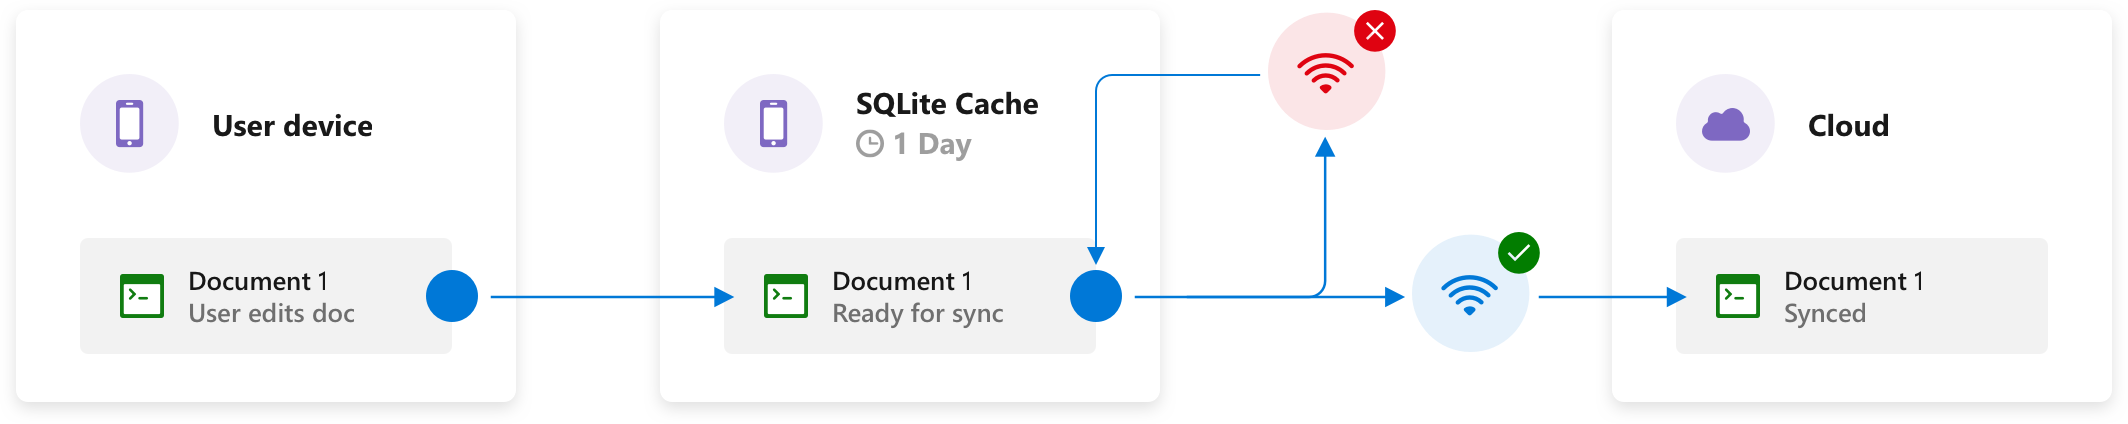 User device
Document 1
User edits doc
SQLite Cache
1 Day
Document 1
Ready for sync
Cloud
Document 1
Synced